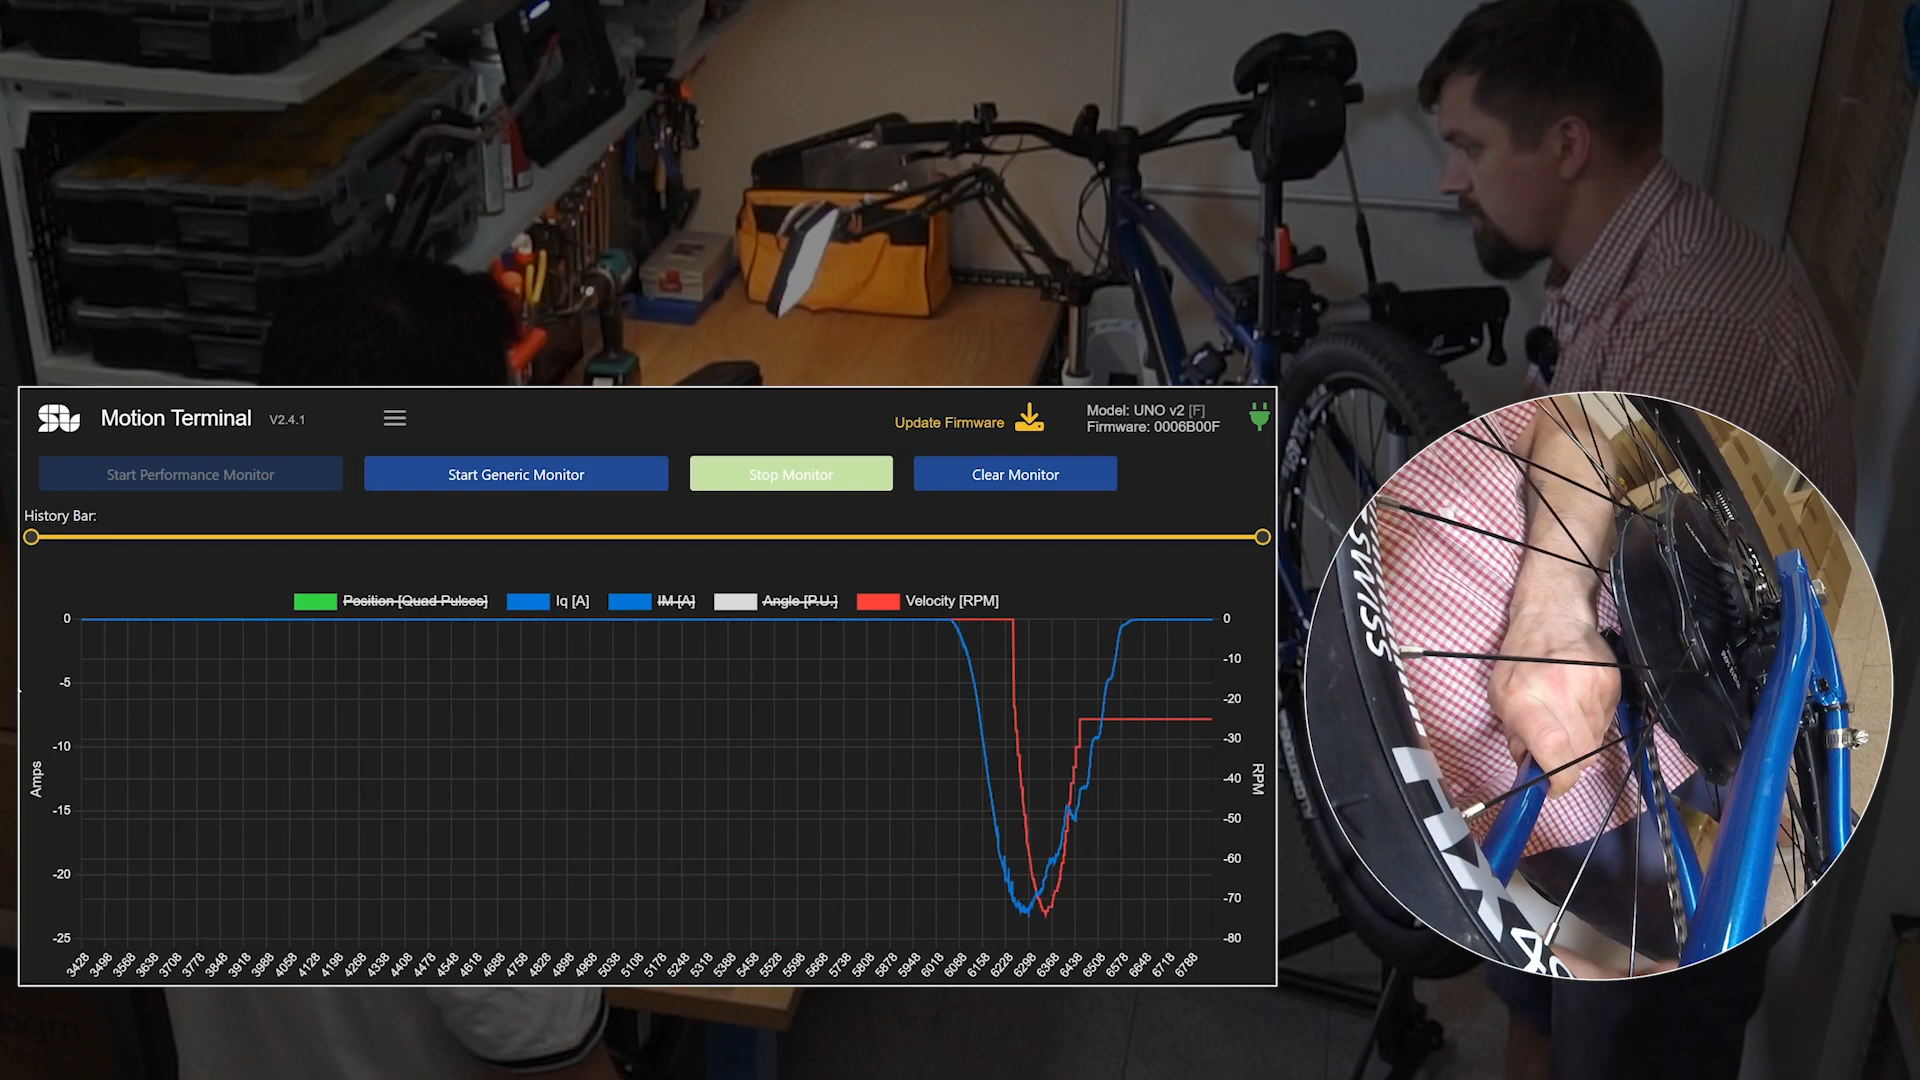 Motion Terminal V2.4.1
Update Firmware
Model: UNO v2 [F]
Firmware: 0006B00F
Start Performance Monitor
Start Generic Monitor
Stop Monitor
Clear Monitor
History Bar:
Position [Quad Pulses] Iq [A] IM [A] Angle [P.U.] Velocity [RPM]
0
-5
-10
-15
-20
-25
Amps
0
-10
-20
-30
-40
-50
-60
-70
-80
RPM
3428 3498 3568 3638 3708 3778 3848 3918 3988 4058 4128 4198 4268 4338 4408 4478 4548 4618 4688 4758 4828 4898 4968 5038 5108 5178 5248 5318 5388 5458 5528 5598 5668 5738 5808 5878 5948 6018 6088 6158 6228 6298 6368 6438 6508 6578 6648 6718 6788
SWISS